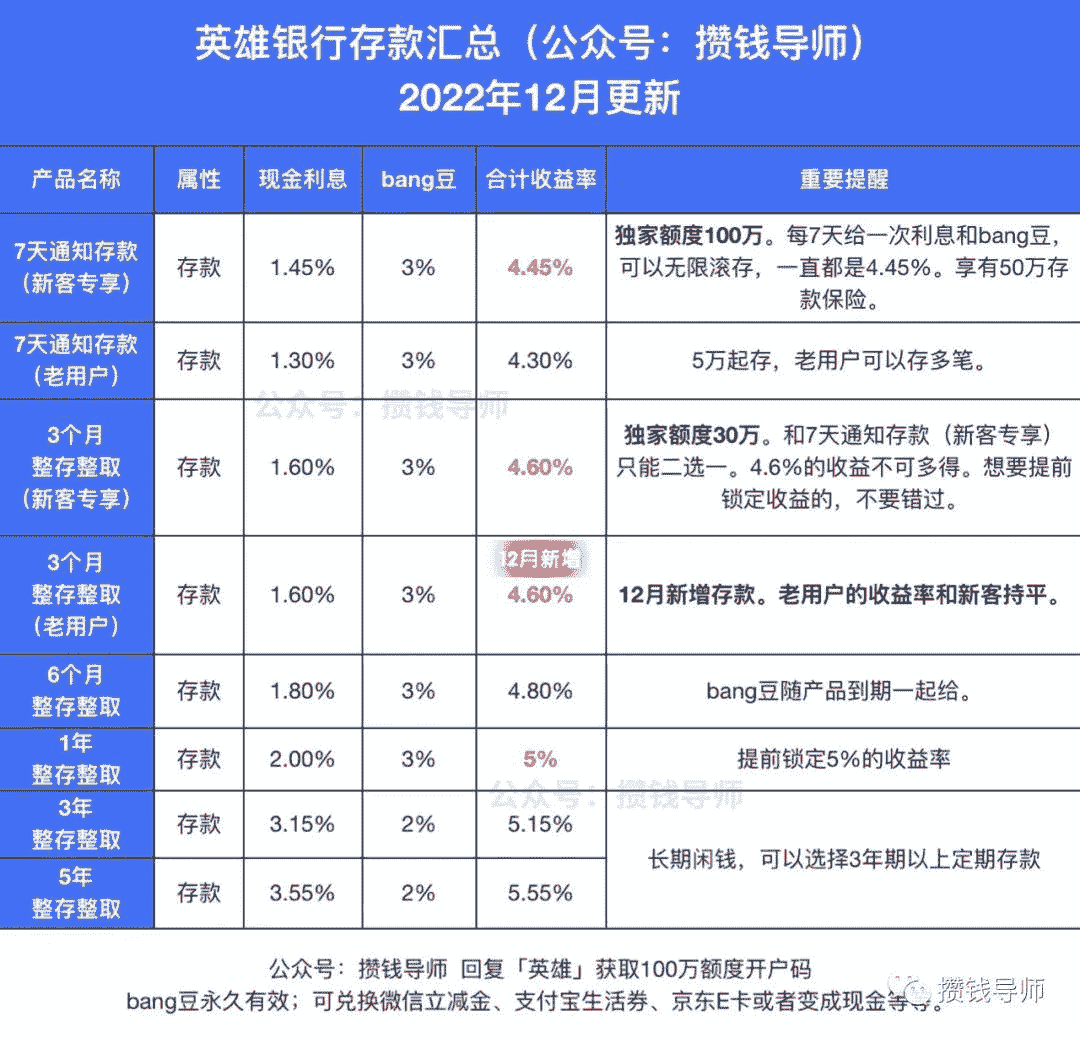 英雄银行存款汇总（公众号：攒钱导师）
2022年12月更新
产品名称 属性 现金利息 bang豆 合计收益率 重要提醒
7天通知存款
（新客专享）
存款 1.45% 3% 4.45%
独家额度100万。每7天给一次利息和bang豆，
可以无限滚存，一直都是4.45%。享有50万存
款保险。
7天通知存款
（老用户）
存款 1.30% 3% 4.30%
5万起存，老用户可以存多笔。
公众号：攒钱导师
3个月
整存整取
（新客专享）
存款 1.60% 3% 4.60%
独家额度30万。和7天通知存款（新客专享）
只能二选一。4.6%的收益不可多得。想要提前
锁定收益的，不要错过。
3个月
整存整取
（老用户）
存款 1.60% 3%
12月新增
4.60%
12月新增存款。老用户的收益率和新客持平。
6个月
整存整取
存款 1.80% 3% 4.80%
bang豆随产品到期一起给。
1年
整存整取
存款 2.00% 3% 5%
提前锁定5%的收益率
公众号：攒钱导师
3年
整存整取
存款 3.15% 2% 5.15%
长期闲钱，可以选择3年期以上定期存款
5年
整存整取
存款 3.55% 2% 5.55%
公众号：攒钱导师 回复「英雄」获取100万额度开户码
bang豆永久有效；可兑换微信立减金、支付宝生活券、京东E卡或者变成现金等等。
攒钱导师